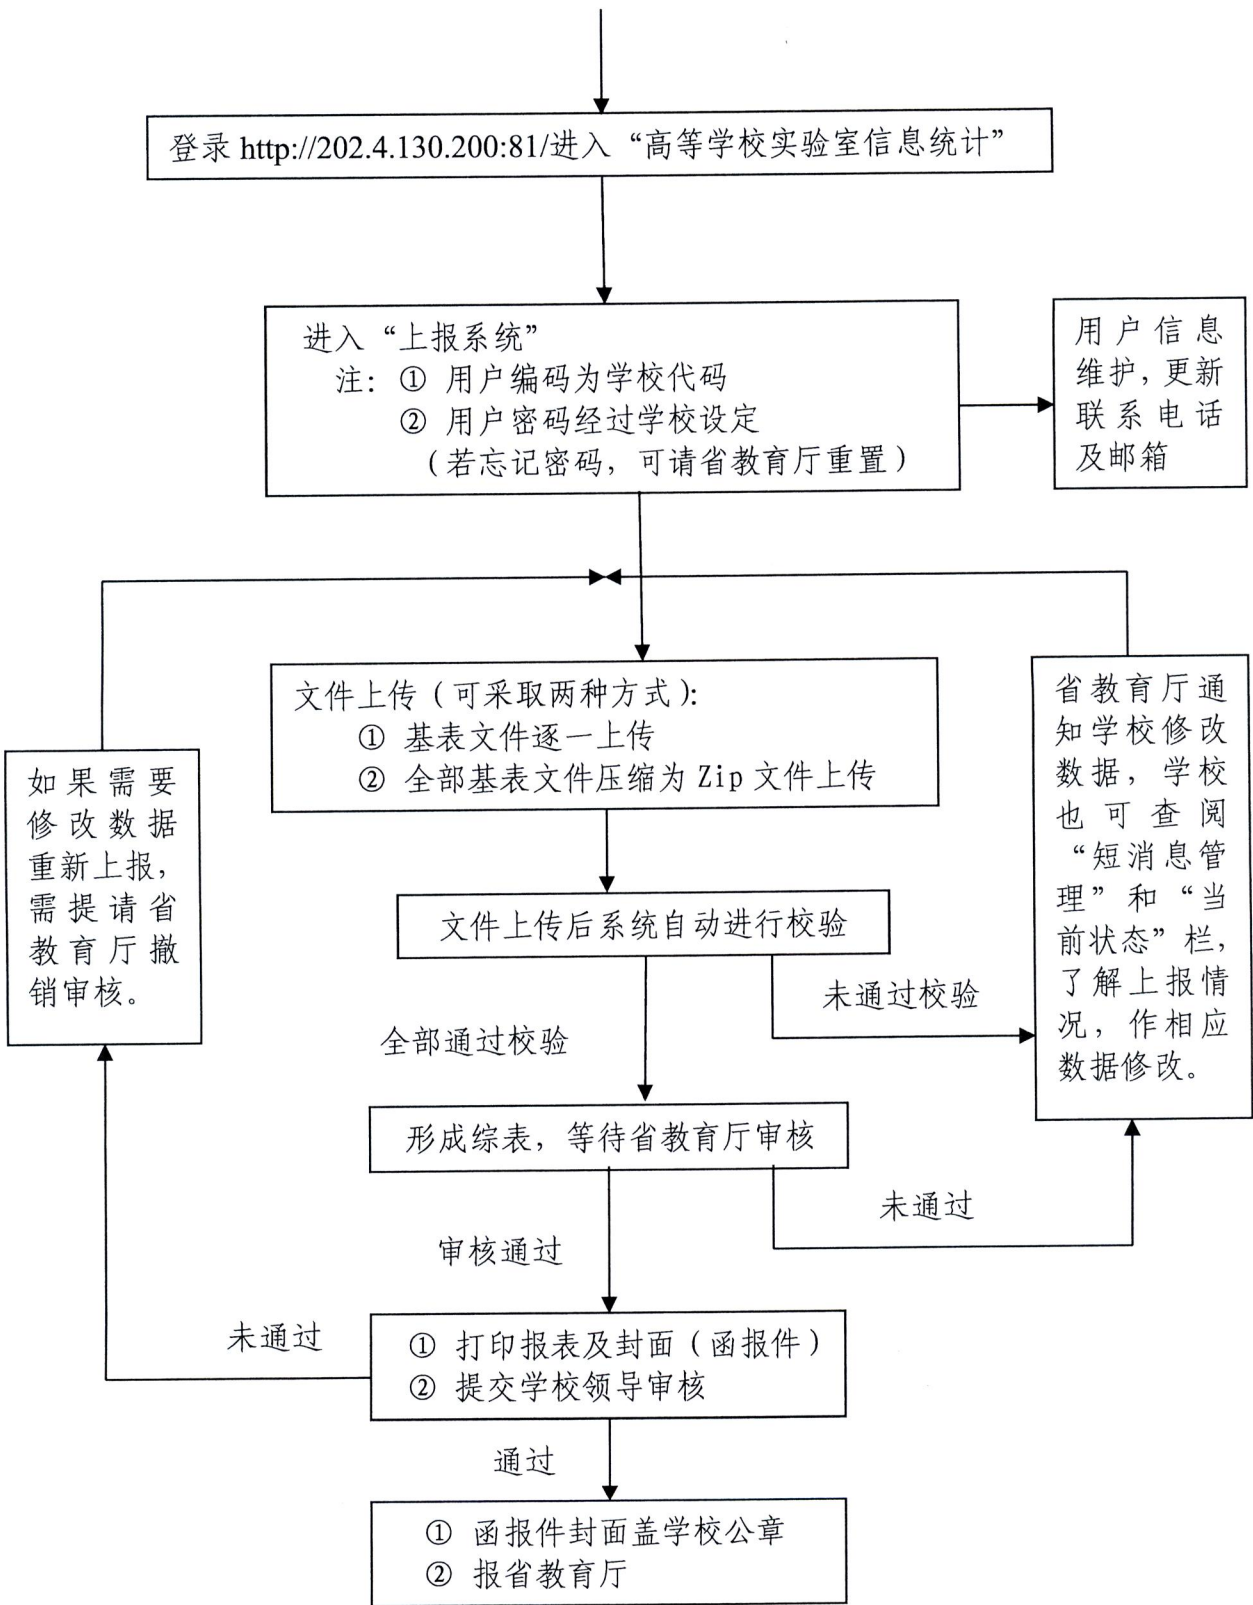 登录 http://202.4.130.200:81/进入“高等学校实验室信息统计”
进入“上报系统”
注：① 用户编码为学校代码
② 用户密码经过学校设定
（若忘记密码，可请省教育厅重置）
用户信息
维护，更新
联系电话
及邮箱
文件上传（可采取两种方式）：
① 基表文件逐一上传
② 全部基表文件压缩为 Zip 文件上传
省教育厅通
知学校修改
数据，学校
也可查阅
“短消息管
理”和“当
前状态”栏，
了解上报情
况，作相应
数据修改。
如果需要
修改数据
重新上报，
需提请省
教育厅撤
销审核。
文件上传后系统自动进行校验
未通过校验
全部通过校验
形成综表，等待省教育厅审核
未通过
审核通过
未通过
① 打印报表及封面（函报件）
② 提交学校领导审核
通过
① 函报件封面盖学校公章
② 报省教育厅